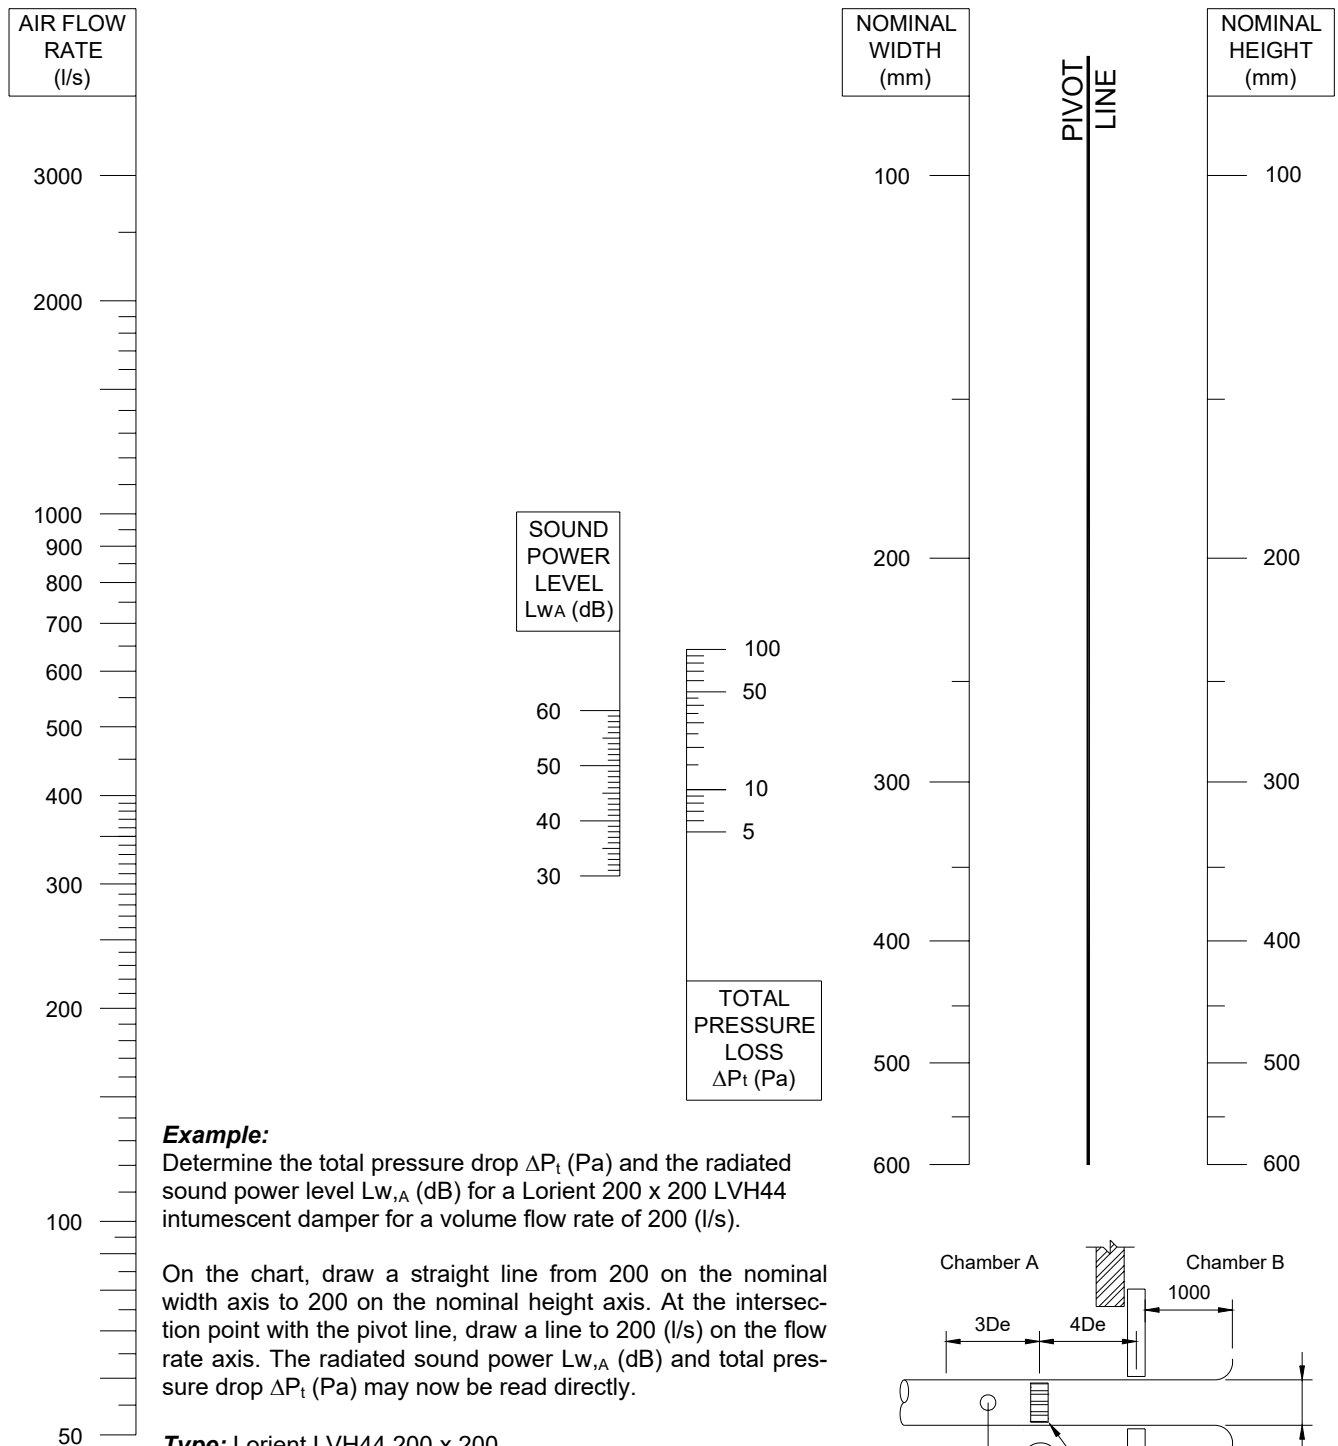 AIR FLOW
RATE
(l/s)
3000
2000
1000
900
800
700
600
500
400
300
200
100
50
SOUND
POWER
LEVEL
LWA (dB)
60
50
40
30
100
50
10
5
TOTAL
PRESSURE
LOSS
ΔPt (Pa)
NOMINAL
WIDTH
(mm)
100
200
300
400
500
600
PIVOT
LINE
NOMINAL
HEIGHT
(mm)
100
200
300
400
500
600
Example:
Determine the total pressure drop ΔPt (Pa) and the radiated
sound power level Lw,A (dB) for a Lorient 200 x 200 LVH44
intumescent damper for a volume flow rate of 200 (l/s).
On the chart, draw a straight line from 200 on the nominal
width axis to 200 on the nominal height axis. At the intersec-
tion point with the pivot line, draw a line to 200 (l/s) on the flow
rate axis. The radiated sound power Lw,A (dB) and total pres-
sure drop ΔPt (Pa) may now be read directly.
Type: Lorient LVH44 200 x 200
Chamber A
Chamber B
1000
3De
4De